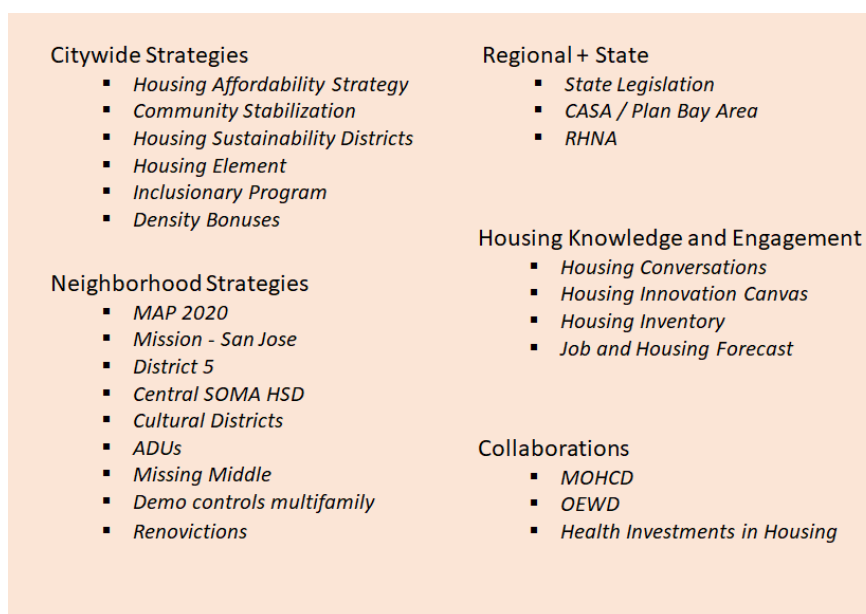 Citywide Strategies
▪ Housing Affordability Strategy
▪ Community Stabilization
▪ Housing Sustainability Districts
▪ Housing Element
▪ Inclusionary Program
▪ Density Bonuses
Neighborhood Strategies
▪ MAP 2020
▪ Mission - San Jose
▪ District 5
▪ Central SOMA HSD
▪ Cultural Districts
▪ ADUs
▪ Missing Middle
▪ Demo controls multifamily
▪ Renovictions
Regional + State
▪ State Legislation
▪ CASA / Plan Bay Area
▪ RHNA
Housing Knowledge and Engagement
▪ Housing Conversations
▪ Housing Innovation Canvas
▪ Housing Inventory
▪ Job and Housing Forecast
Collaborations
▪ MOHCD
▪ OEWD
▪ Health Investments in Housing